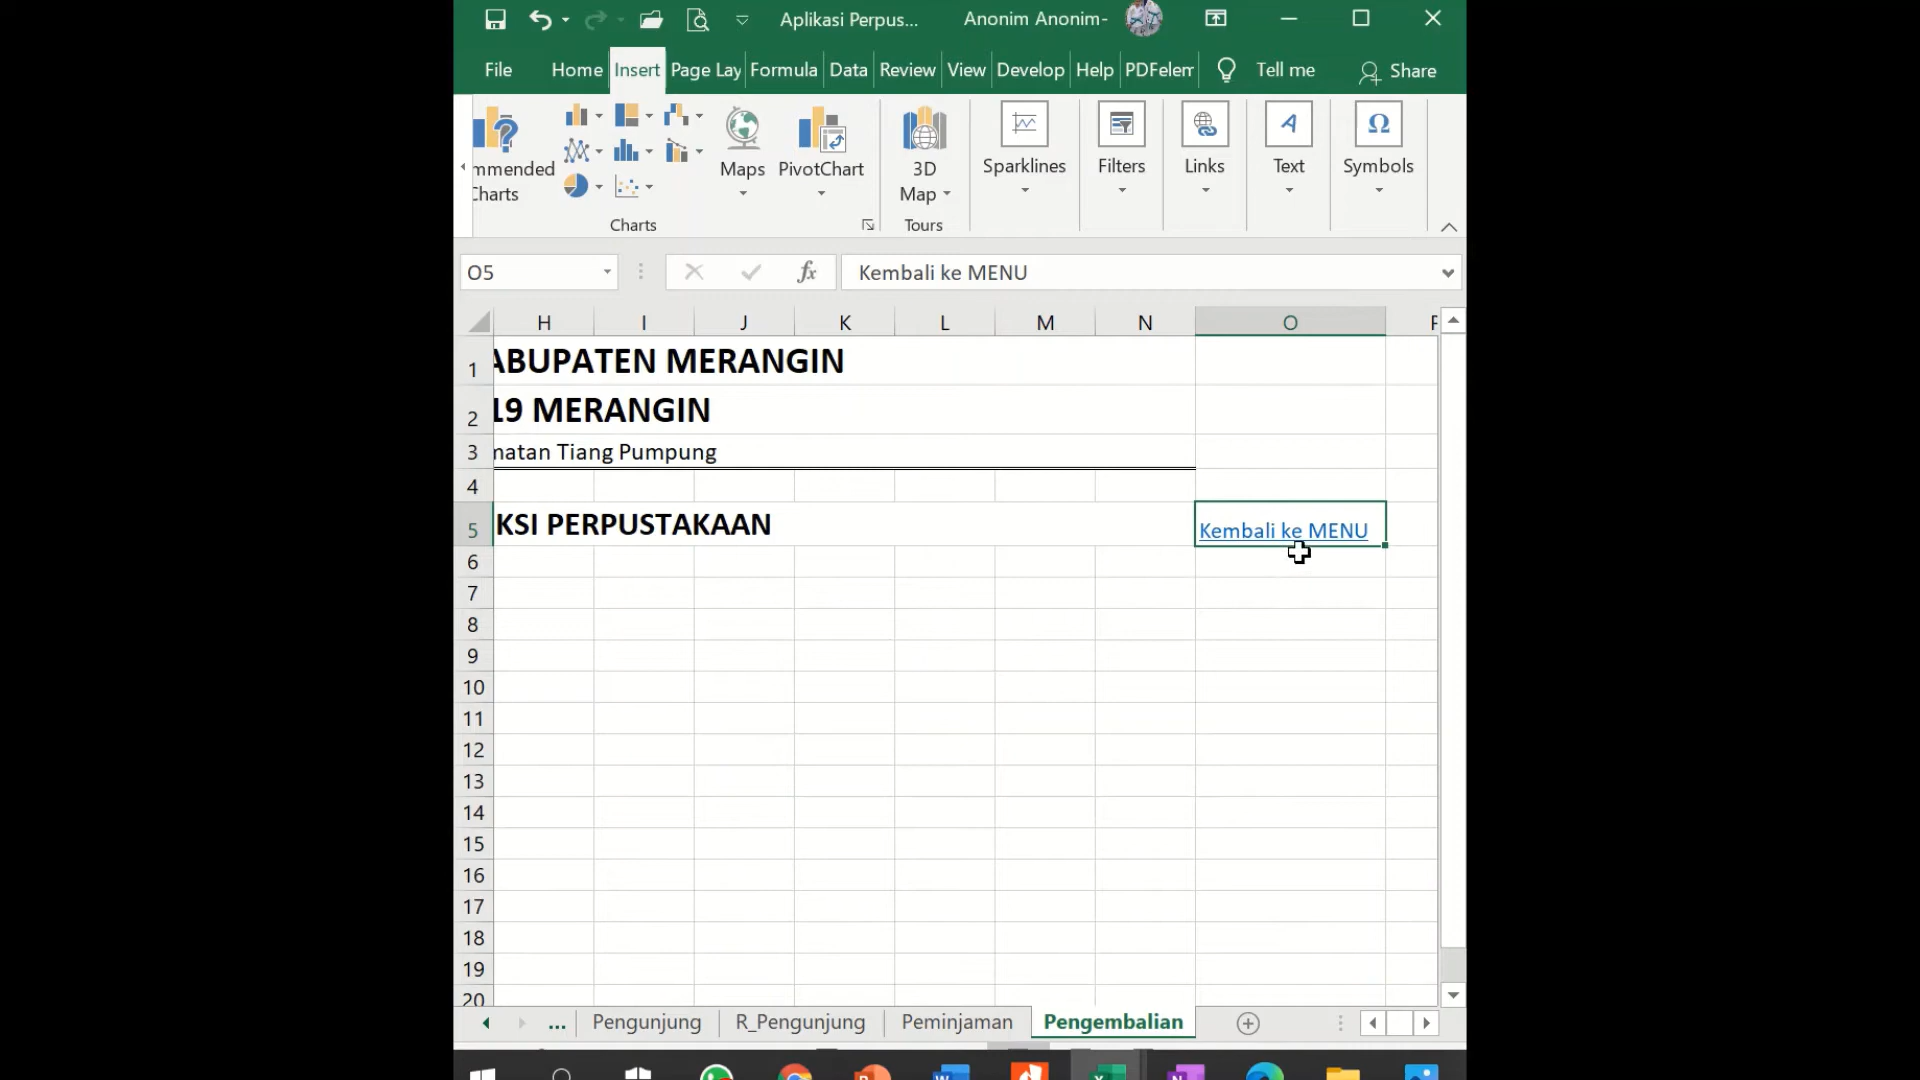 Aplikasi Perpus... Anonim Anonim-
File Home Insert Page Lay Formula Data Review View Develop Help PDFelem Tell me Share
mmended Charts
Maps
PivotChart
3D Map
Sparklines
Filters
Links
Text
Symbols
Charts
Tours
O5 fx Kembali ke MENU
H I J K L M N O
1 ABUPATEN MERANGIN
2 19 MERANGIN
3 matan Tiang Pumpung
4
5 KSI PERPUSTAKAAN Kembali ke MENU
6
7
8
9
10
11
12
13
14
15
16
17
18
19
20
... Pengunjung R_Pengunjung Peminjaman Pengembalian